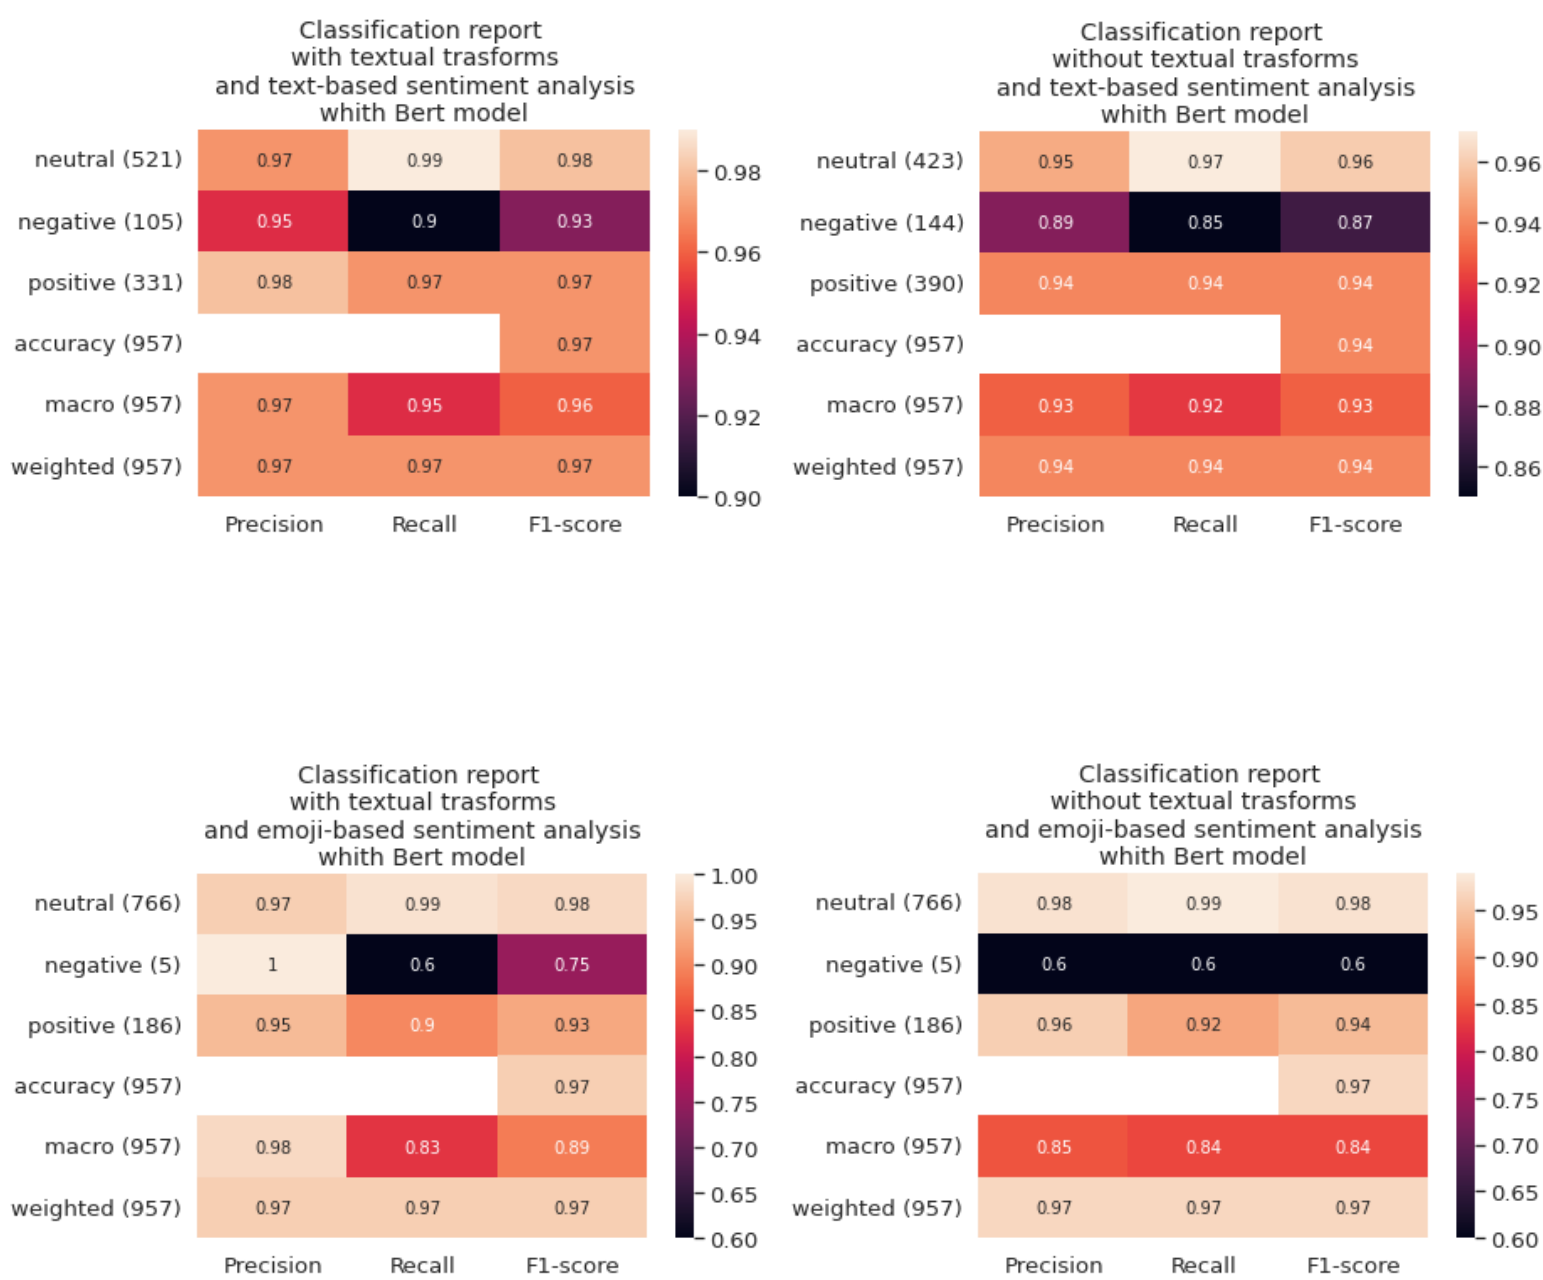 Classification report
with textual trasforms
and text-based sentiment analysis
whith Bert model
neutral (521) 0.97 0.99 0.98
negative (105) 0.95 0.9 0.93
positive (331) 0.98 0.97 0.97
accuracy (957) 0.97
macro (957) 0.97 0.95 0.96
weighted (957) 0.97 0.97 0.97
Precision Recall F1-score
0.98
0.96
0.94
0.92
0.90
Classification report
without textual trasforms
and text-based sentiment analysis
whith Bert model
neutral (423) 0.95 0.97 0.96
negative (144) 0.89 0.85 0.87
positive (390) 0.94 0.94 0.94
accuracy (957) 0.94
macro (957) 0.93 0.92 0.93
weighted (957) 0.94 0.94 0.94
Precision Recall F1-score
0.96
0.94
0.92
0.90
0.88
0.86
Classification report
with textual trasforms
and emoji-based sentiment analysis
whith Bert model
neutral (766) 0.97 0.99 0.98
negative (5) 1 0.6 0.75
positive (186) 0.95 0.9 0.93
accuracy (957) 0.97
macro (957) 0.98 0.83 0.89
weighted (957) 0.97 0.97 0.97
Precision Recall F1-score
1.00
0.95
0.90
0.85
0.80
0.75
0.70
0.65
0.60
Classification report
without textual trasforms
and emoji-based sentiment analysis
whith Bert model
neutral (766) 0.98 0.99 0.98
negative (5) 0.6 0.6 0.6
positive (186) 0.96 0.92 0.94
accuracy (957) 0.97
macro (957) 0.85 0.84 0.84
weighted (957) 0.97 0.97 0.97
Precision Recall F1-score
0.95
0.90
0.85
0.80
0.75
0.70
0.65
0.60